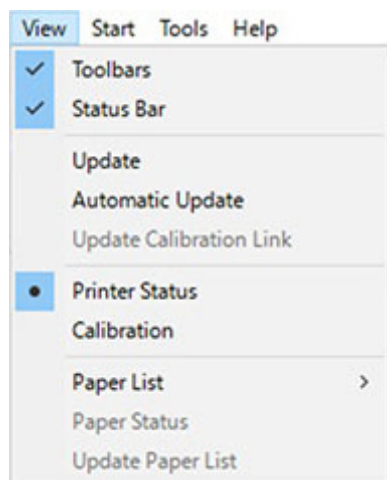 View Start Tools Help
Toolbars
Status Bar
Update
Automatic Update
Update Calibration Link
Printer Status
Calibration
Paper List
Paper Status
Update Paper List